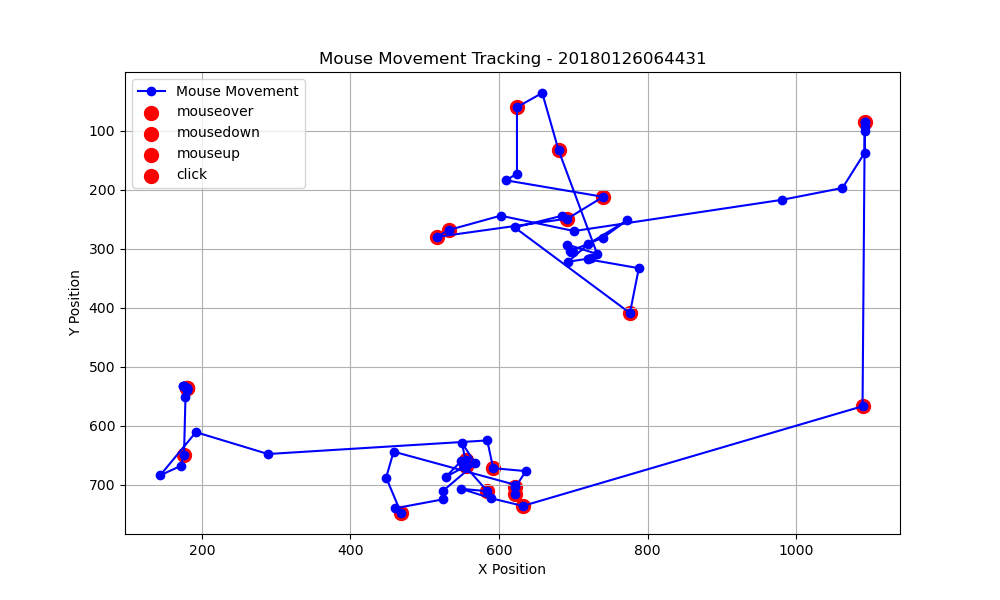 Mouse Movement Tracking - 20180126064431
Mouse Movement
mouseover
mousedown
mouseup
click
100
200
300
400
500
600
700
Y Position
200
400
600
800
1000
X Position